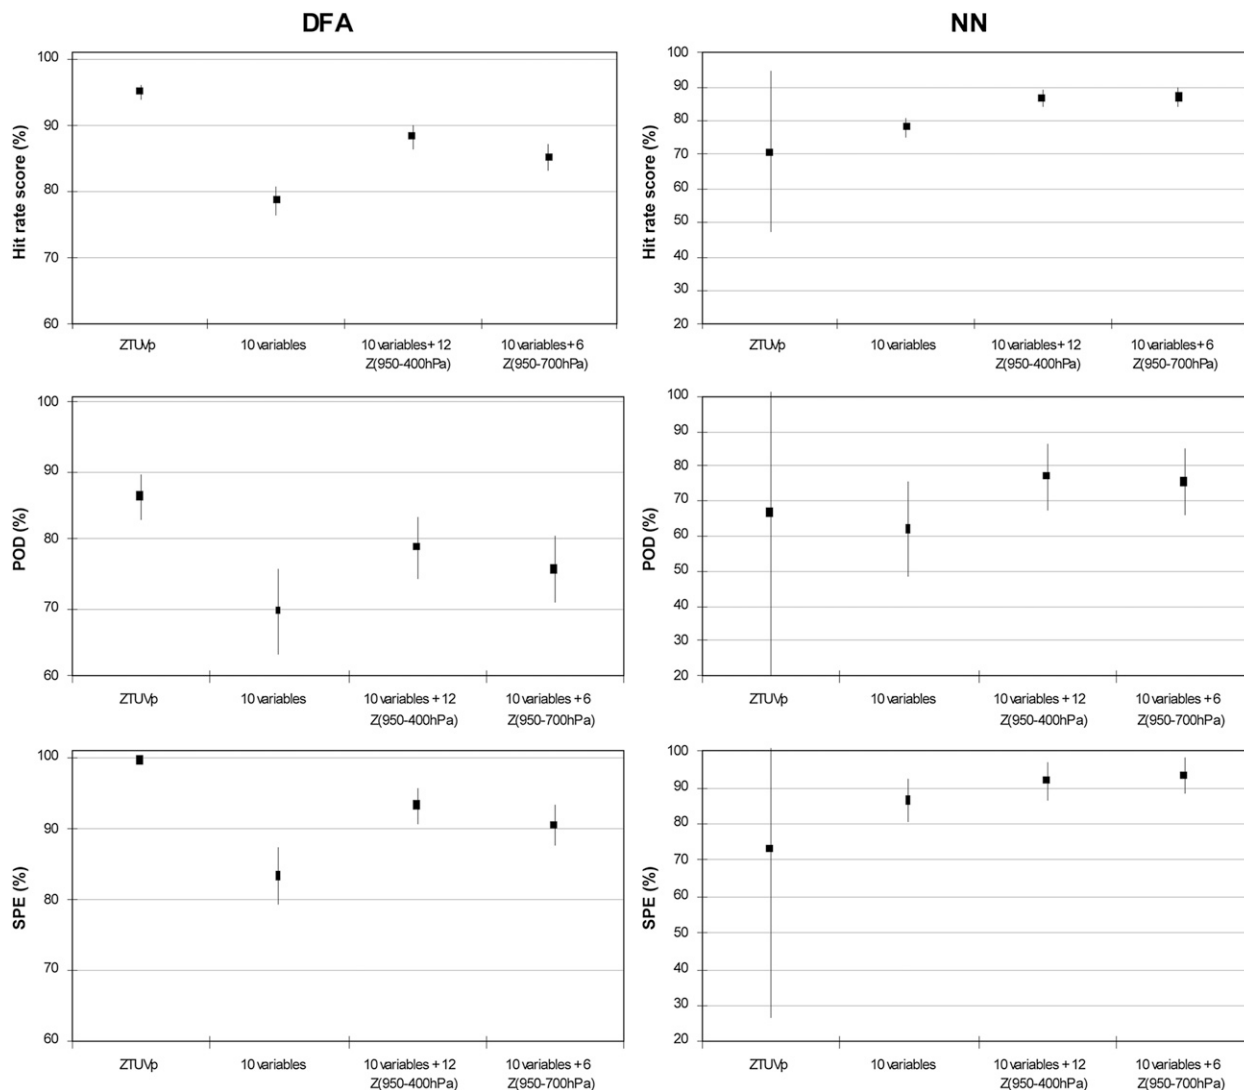 DFA
NN
100
90
80
70
60
Hit rate score (%)
ZTUVp
10 variables
10 variables + 12
Z(950-400hPa)
10 variables + 6
Z(950-700hPa)
100
90
80
70
60
50
40
30
20
Hit rate score (%)
ZTUVp
10 variables
10 variables + 12
Z(950-400hPa)
10 variables + 6
Z(950-700hPa)
100
90
80
70
60
POD (%)
ZTUVp
10 variables
10 variables + 12
Z(950-400hPa)
10 variables + 6
Z(950-700hPa)
100
90
80
70
60
50
40
30
20
POD (%)
ZTUVp
10 variables
10 variables + 12
Z(950-400hPa)
10 variables + 6
Z(950-700hPa)
100
90
80
70
60
SPE (%)
ZTUVp
10 variables
10 variables + 12
Z(950-400hPa)
10 variables + 6
Z(950-700hPa)
100
90
80
70
60
50
40
30
20
SPE (%)
ZTUVp
10 variables
10 variables + 12
Z(950-400hPa)
10 variables + 6
Z(950-700hPa)